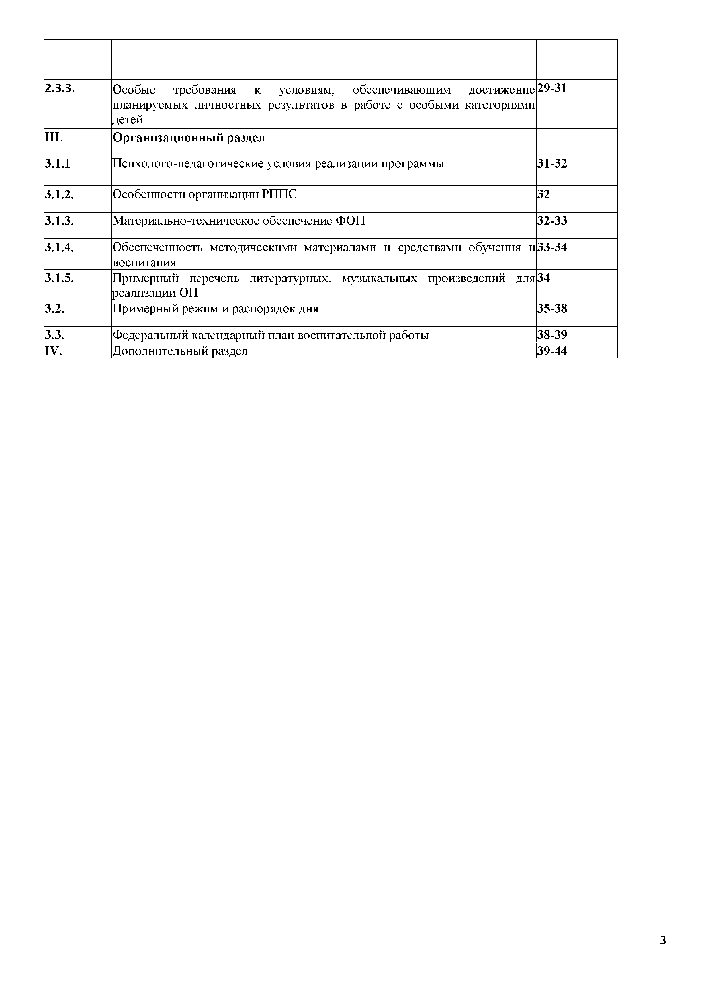 2.3.3.
Особые требования к условиям, обеспечивающим достижение
29-31
планируемых личностных результатов в работе с особыми категориями
детей
III.
Организационный раздел
3.1.1
Психолого-педагогические условия реализации программы
31-32
3.1.2.
Особенности организации РППС
32
3.1.3.
Материально-техническое обеспечение ФОП
32-33
3.1.4.
Обеспеченность методическими материалами и средствами обучения и
33-34
воспитания
3.1.5.
Примерный перечень литературных, музыкальных произведений для
34
реализации ОП
3.2.
Примерный режим и распорядок дня
35-38
3.3.
Федеральный календарный план воспитательной работы
38-39
IV.
Дополнительный раздел
39-44
3